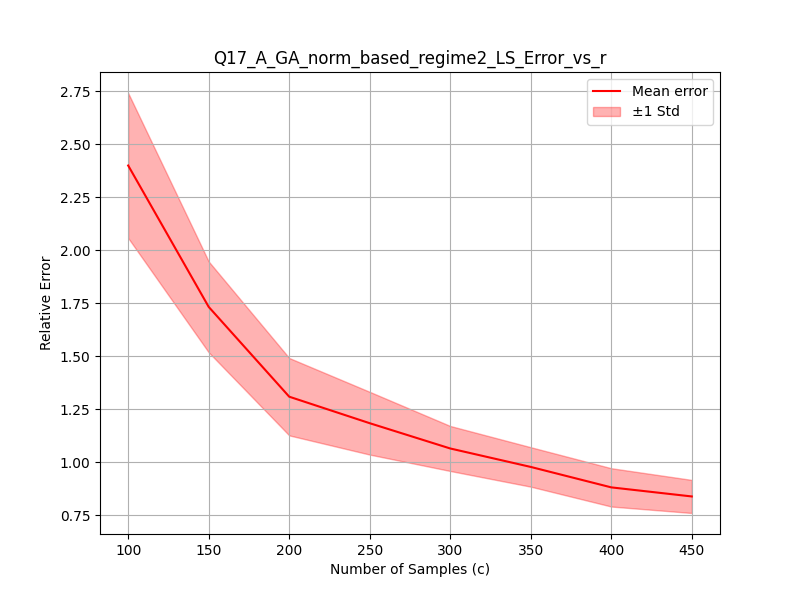 Q17_A_GA_norm_based_regime2_LS_Error_vs_r
Mean error
±1 Std
2.75
2.50
2.25
2.00
1.75
1.50
1.25
1.00
0.75
Relative Error
100 150 200 250 300 350 400 450
Number of Samples (c)